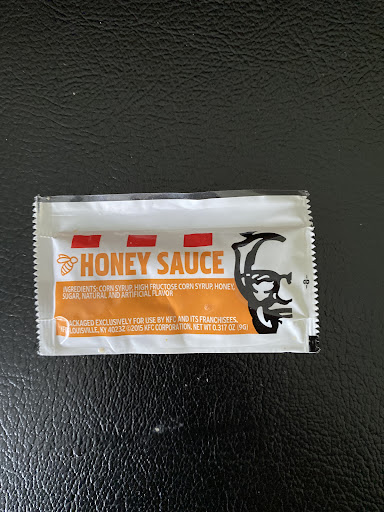 HONEY SAUCE
INGREDIENTS: CORN SYRUP, HIGH FRUCTOSE CORN SYRUP, HONEY,
SUGAR, NATURAL AND ARTIFICIAL FLAVOR
PACKAGED EXCLUSIVELY FOR USE BY KFC AND ITS FRANCHISEES.
LOUISVILLE, KY 40232 ©2015 KFC CORPORATION. NET WT 0.317 OZ (9G)
-8-